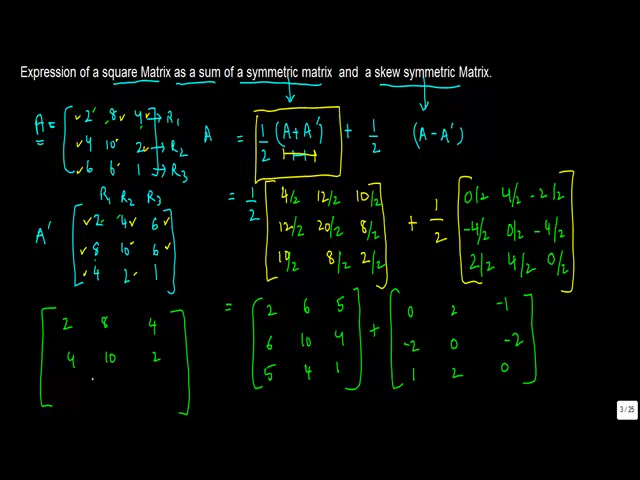 Expression of a square Matrix as a sum of a symmetric matrix and a skew symmetric Matrix.
A = [ 2 8 4 → R1
4 10 2 → R2
6 6 1 ] → R3
A = 1/2 (A + A') + 1/2 (A - A')
R1 R2 R3
A' [ 2 4 6
8 10 6
4 2 1 ]
= 1/2 [ 4/2 12/2 10/2
12/2 20/2 8/2
10/2 8/2 2/2 ]
+ 1/2 [ 0/2 4/2 -2/2
-4/2 0/2 -4/2
2/2 4/2 0/2 ]
[ 2 8 4
4 10 2 ]
= [ 2 6 5
6 10 4
5 4 1 ]
+ [ 0 2 -1
-2 0 -2
1 2 0 ]
3 / 25